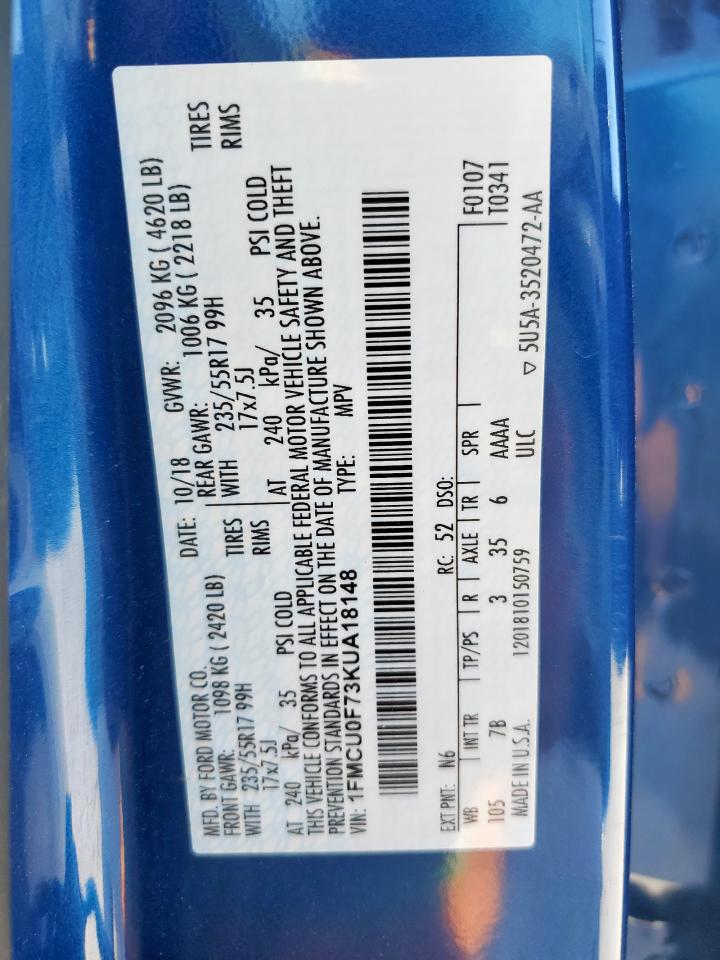 MFD. BY FORD MOTOR CO. DATE: 10/18 GVWR: 2096 KG ( 4620 LB)
FRONT GAWR: 1098 KG ( 2420 LB) REAR GAWR: 1006 KG ( 2218 LB)
WITH 235/55R17 99H TIRES WITH 235/55R17 99H TIRES
17x7.5J RIMS 17x7.5J RIMS
AT 240 kPa/ 35 PSI COLD AT 240 kPa/ 35 PSI COLD
THIS VEHICLE CONFORMS TO ALL APPLICABLE FEDERAL MOTOR VEHICLE SAFETY AND THEFT
PREVENTION STANDARDS IN EFFECT ON THE DATE OF MANUFACTURE SHOWN ABOVE.
VIN: 1FMCU0F73KUA18148 TYPE: MPV
EXT PNT: N6 RC: 52 DSO: F0107
WB INT TR TP/PS R AXLE TR SPR T0341
105 7B 3 35 6 AAAA
MADE IN U.S.A. 1201810150759 ULC ▽ 5U5A-3520472-AA